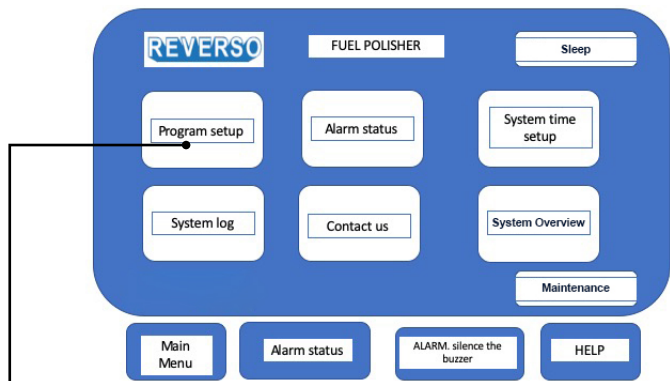 REVERSO
FUEL POLISHER
Sleep
Program setup
Alarm status
System time
setup
System log
Contact us
System Overview
Maintenance
Main
Menu
Alarm status
ALARM. silence the
buzzer
HELP